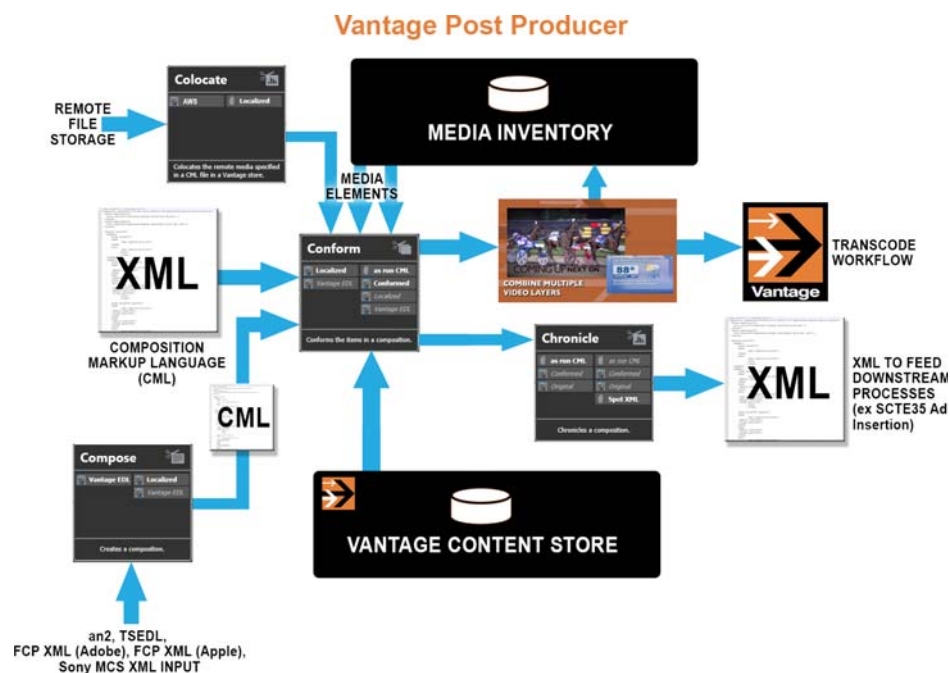 Vantage Post Producer
Colocate
AWS
Localized
Colocates the remote media specified
in a CML file in a Vantage store.
REMOTE
FILE
STORAGE
MEDIA INVENTORY
MEDIA
ELEMENTS
XML
COMPOSITION
MARKUP LANGUAGE
(CML)
Conform
Localized
as run CML
Vantage EDL
Conformed
Localized
Vantage EDL
Conforms the items in a composition.
COMING UP NEXT ON
88°
COMBINE MULTIPLE
VIDEO LAYERS
Vantage
TRANSCODE
WORKFLOW
Chronicle
as run CML
as run CML
Conformed
Conformed
Original
Original
Spot XML
Chronicles a composition.
XML
XML TO FEED
DOWNSTREAM
PROCESSES
(ex SCTE35 Ad
Insertion)
CML
Compose
Vantage EDL
Localized
Vantage EDL
Creates a composition.
VANTAGE CONTENT STORE
an2, TSEDL,
FCP XML (Adobe), FCP XML (Apple),
Sony MCS XML INPUT